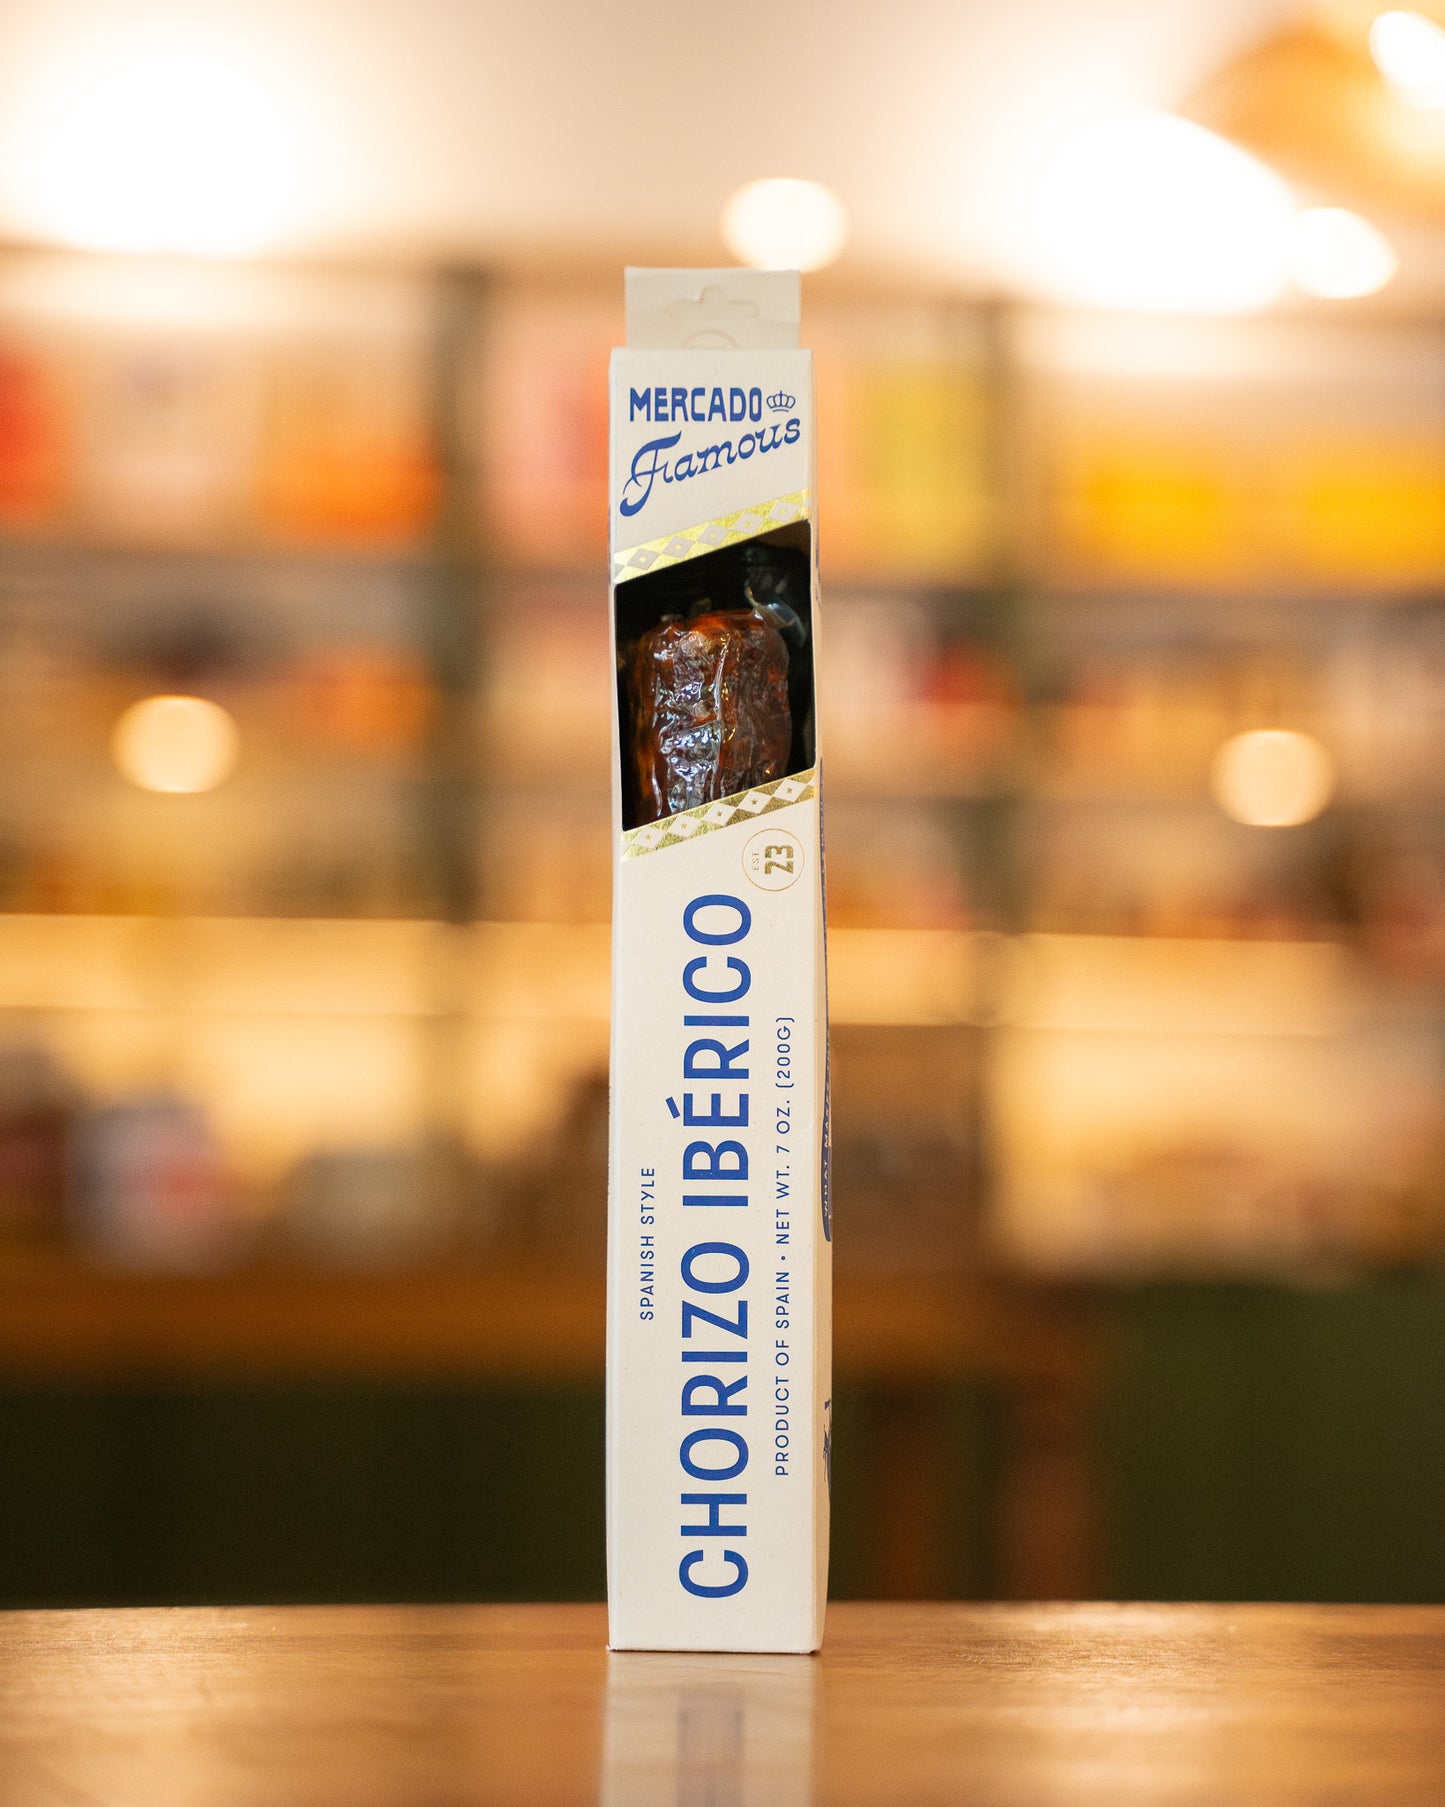 MERCADO
Famous
EST.
23
SPANISH STYLE
CHORIZO IBÉRICO
PRODUCT OF SPAIN • NET WT. 7 OZ. (200G)